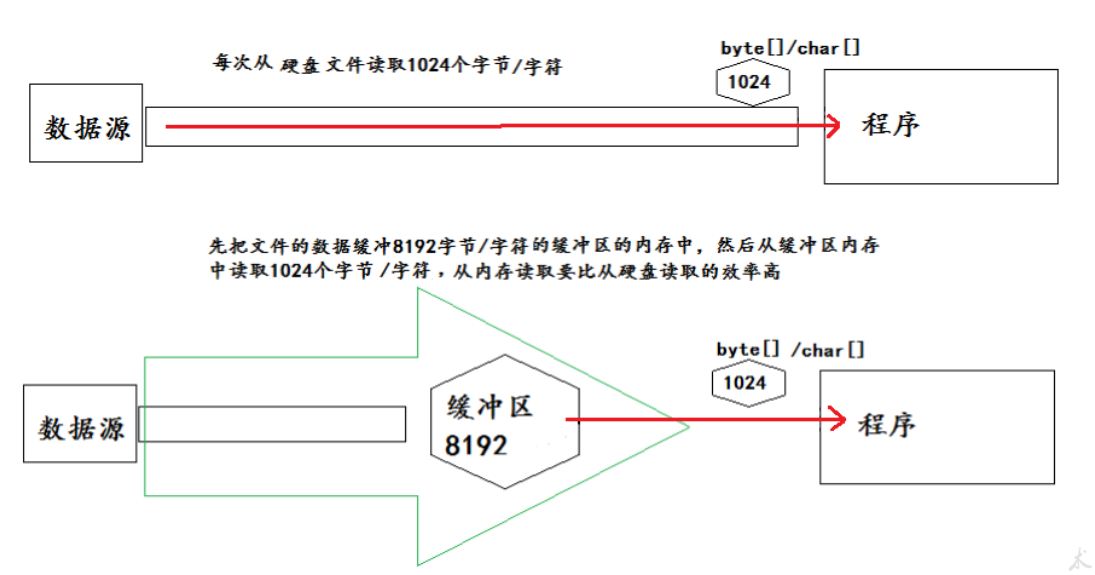 每次从 硬盘 文件读取1024个字节/字符
byte[]/char[]
1024
数据源
程序
先把文件的数据缓冲8192字节/字符的缓冲区的内存中，然后从缓冲区内存
中读取1024个字节 /字符 ，从内存读取要比从硬盘读取的效率高
byte[] /char[]
1024
数据源
缓冲区
8192
程序
术